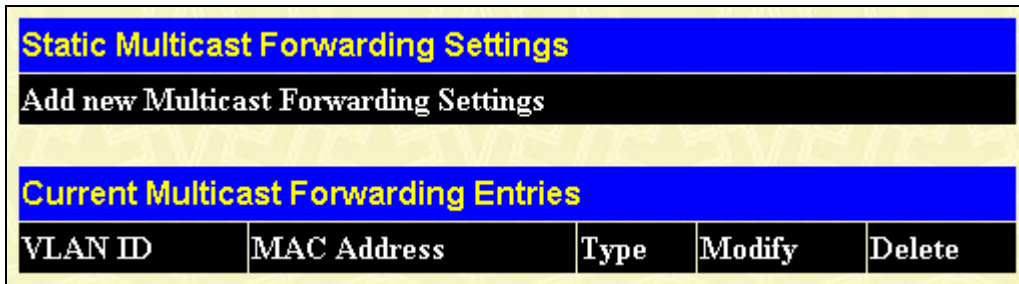 Static Multicast Forwarding Settings
Add new Multicast Forwarding Settings
Current Multicast Forwarding Entries
VLAN ID MAC Address Type Modify Delete